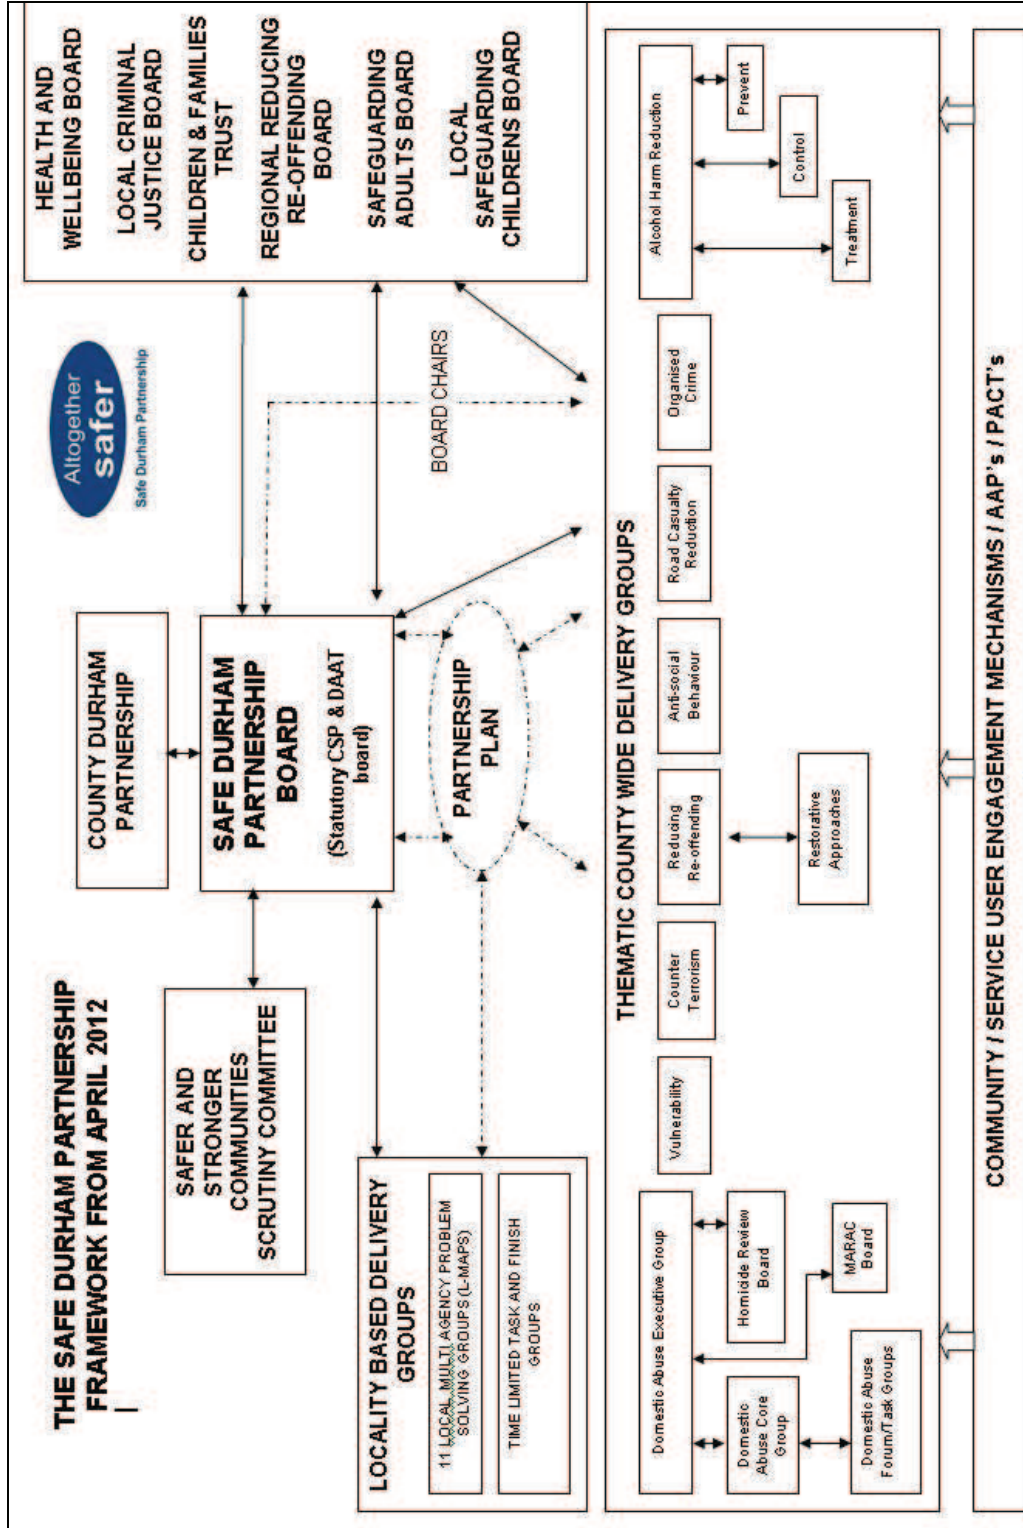 THE SAFE DURHAM PARTNERSHIP
FRAMEWORK FROM APRIL 2012
Altogether
safer
Safe Durham Partnership
COUNTY DURHAM
PARTNERSHIP
SAFER AND
STRONGER
COMMUNITIES
SCRUTINY COMMITTEE
SAFE DURHAM
PARTNERSHIP
BOARD
(Statutory CSP & DAAT
board)
HEALTH AND
WELLBEING BOARD
LOCAL CRIMINAL
JUSTICE BOARD
CHILDREN & FAMILIES
TRUST
REGIONAL REDUCING
RE-OFFENDING
BOARD
SAFEGUARDING
ADULTS BOARD
LOCAL
SAFEGUARDING
CHILDRENS BOARD
BOARD CHAIRS
PARTNERSHIP
PLAN
LOCALITY BASED DELIVERY
GROUPS
11 LOCAL MULTI AGENCY PROBLEM
SOLVING GROUPS (L-MAPS)
TIME LIMITED TASK AND FINISH
GROUPS
THEMATIC COUNTY WIDE DELIVERY GROUPS
Domestic Abuse Executive Group
Vulnerability
Counter
Terrorism
Reducing
Re-offending
Anti-social
Behaviour
Road Casualty
Reduction
Organised
Crime
Alcohol Harm Reduction
Domestic
Abuse Core
Group
Homicide Review
Board
MARAC
Board
Domestic Abuse
Forum/Task Groups
Restorative
Approaches
Treatment
Control
Prevent
COMMUNITY / SERVICE USER ENGAGEMENT MECHANISMS / AAP's / PACT's